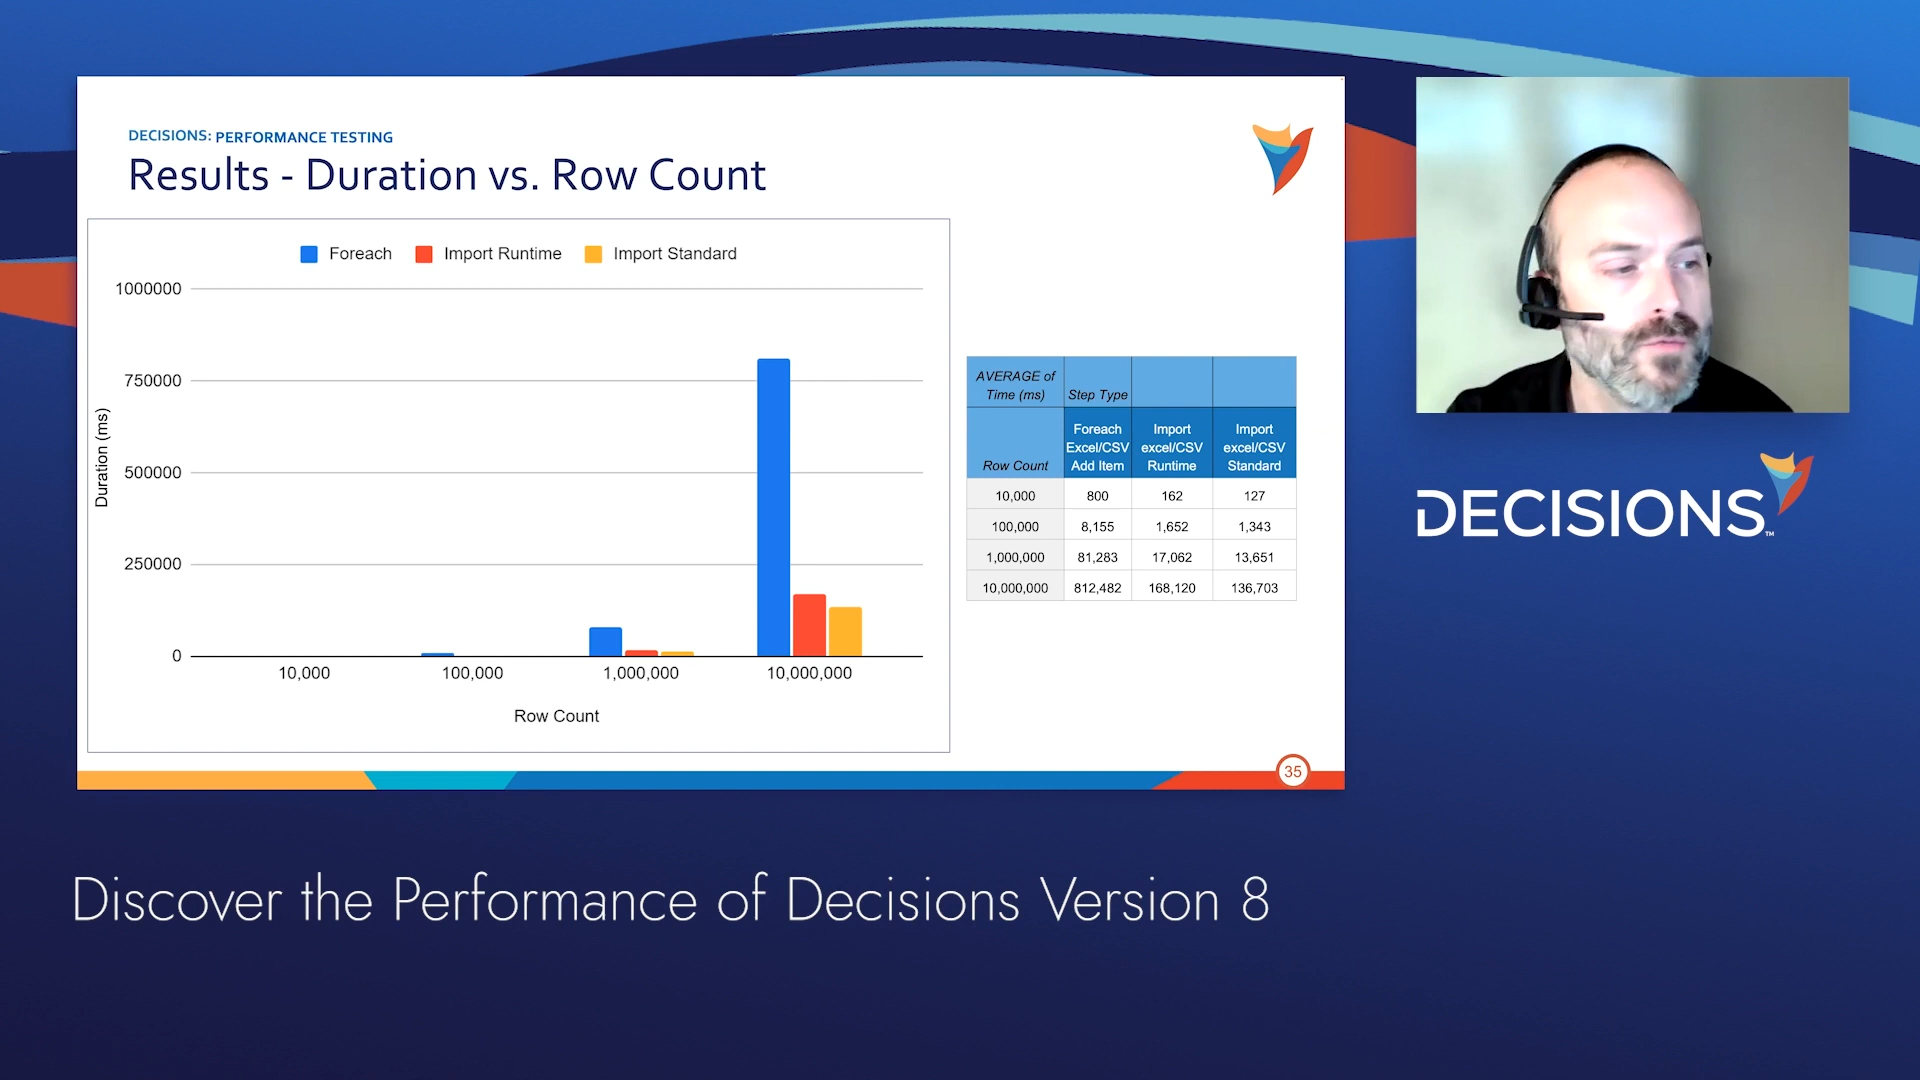 DECISIONS: PERFORMANCE TESTING
Results - Duration vs. Row Count
Foreach Import Runtime Import Standard
1000000
750000
500000
250000
0
Duration (ms)
10,000 100,000 1,000,000 10,000,000
Row Count
AVERAGE of
Time (ms) Step Type
Row Count
Foreach
Excel/CSV
Add Item
Import
excel/CSV
Runtime
Import
excel/CSV
Standard
10,000 800 162 127
100,000 8,155 1,652 1,343
1,000,000 81,283 17,062 13,651
10,000,000 812,482 168,120 136,703
35
DECISIONS™
Discover the Performance of Decisions Version 8